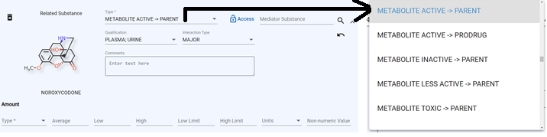 Related Substance
Type *
METABOLITE ACTIVE -> PARENT
Access
Mediator Substance
Qualification
PLASMA; URINE
Interaction Type
MAJOR
Comments
Enter text here
HN
OH
H₃C
O
O
O
NOROXYCODONE
Amount
Type *
Average
Low
High
Low Limit
High Limit
Units
Non-numeric Value
METABOLITE ACTIVE -> PARENT
METABOLITE ACTIVE -> PRODRUG
METABOLITE INACTIVE -> PARENT
METABOLITE LESS ACTIVE -> PARENT
METABOLITE TOXIC -> PARENT